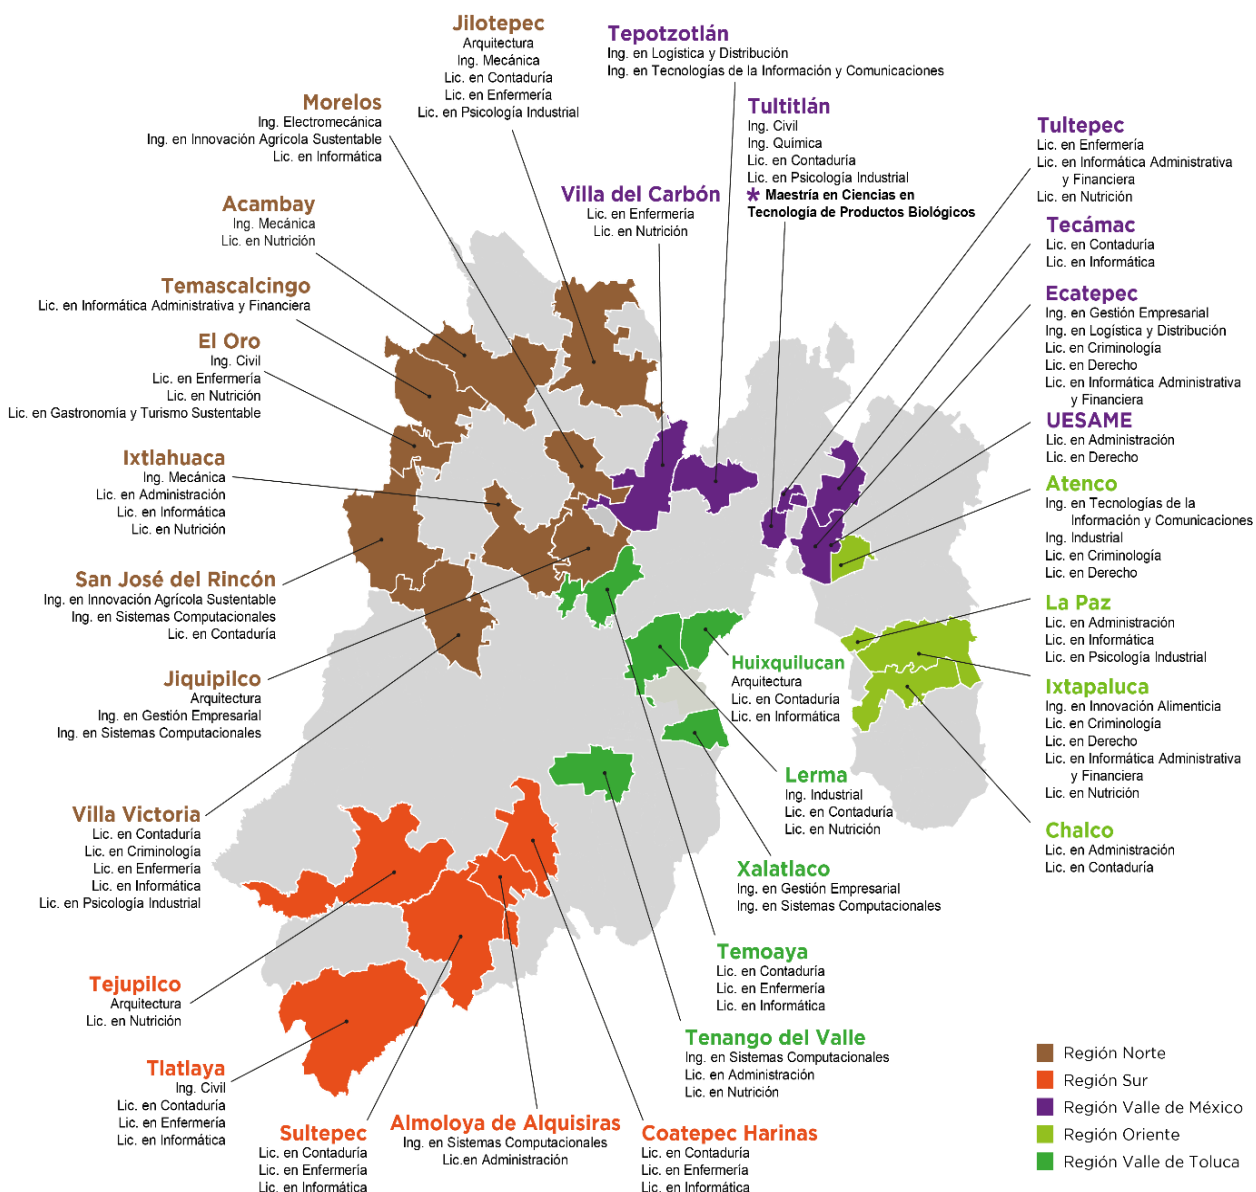 Jilotepec
Arquitectura
Ing. Mecánica
Lic. en Contaduría
Lic. en Enfermería
Lic. en Psicología Industrial
Tepotzotlán
Ing. en Logística y Distribución
Ing. en Tecnologías de la Información y Comunicaciones
Morelos
Ing. Electromecánica
Ing. en Innovación Agrícola Sustentable
Lic. en Informática
Tultitlán
Ing. Civil
Ing. Química
Lic. en Contaduría
Lic. en Psicología Industrial
* Maestría en Ciencias en
Tecnología de Productos Biológicos
Tultepec
Lic. en Enfermería
Lic. en Informática Administrativa
y Financiera
Lic. en Nutrición
Villa del Carbón
Lic. en Enfermería
Lic. en Nutrición
Acambay
Ing. Mecánica
Lic. en Nutrición
Tecámac
Lic. en Contaduría
Lic. en Informática
Temascalcingo
Lic. en Informática Administrativa y Financiera
Ecatepec
Ing. en Gestión Empresarial
Ing. en Logística y Distribución
Lic. en Criminología
Lic. en Derecho
Lic. en Informática Administrativa
y Financiera
El Oro
Ing. Civil
Lic. en Enfermería
Lic. en Nutrición
Lic. en Gastronomía y Turismo Sustentable
UESAME
Lic. en Administración
Lic. en Derecho
Ixtlahuaca
Ing. Mecánica
Lic. en Administración
Lic. en Informática
Lic. en Nutrición
Atenco
Ing. en Tecnologías de la
Información y Comunicaciones
Ing. Industrial
Lic. en Criminología
Lic. en Derecho
San José del Rincón
Ing. en Innovación Agrícola Sustentable
Ing. en Sistemas Computacionales
Lic. en Contaduría
La Paz
Lic. en Administración
Lic. en Informática
Lic. en Psicología Industrial
Jiquipilco
Arquitectura
Ing. en Gestión Empresarial
Ing. en Sistemas Computacionales
Huixquilucan
Arquitectura
Lic. en Contaduría
Lic. en Informática
Ixtapaluca
Ing. en Innovación Alimenticia
Lic. en Criminología
Lic. en Derecho
Lic. en Informática Administrativa
y Financiera
Lic. en Nutrición
Villa Victoria
Lic. en Contaduría
Lic. en Criminología
Lic. en Enfermería
Lic. en Informática
Lic. en Psicología Industrial
Lerma
Ing. Industrial
Lic. en Contaduría
Lic. en Nutrición
Chalco
Lic. en Administración
Lic. en Contaduría
Xalatlaco
Ing. en Gestión Empresarial
Ing. en Sistemas Computacionales
Temoaya
Lic. en Contaduría
Lic. en Enfermería
Lic. en Informática
Tejupilco
Arquitectura
Lic. en Nutrición
Tenango del Valle
Ing. en Sistemas Computacionales
Lic. en Administración
Lic. en Nutrición
Tlatlaya
Ing. Civil
Lic. en Contaduría
Lic. en Enfermería
Lic. en Informática
Sultepec
Lic. en Contaduría
Lic. en Enfermería
Lic. en Informática
Almoloya de Alquisiras
Ing. en Sistemas Computacionales
Lic.en Administración
Coatepec Harinas
Lic. en Contaduría
Lic. en Enfermería
Lic. en Informática
Región Norte
Región Sur
Región Valle de México
Región Oriente
Región Valle de Toluca